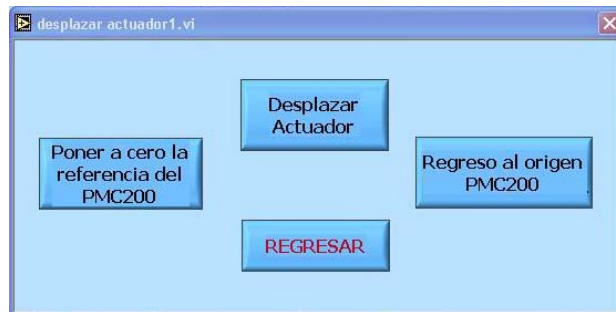 desplazar actuador1.vi
Desplazar
Actuador
Poner a cero la
referencia del
PMC200
Regreso al origen
PMC200
REGRESAR